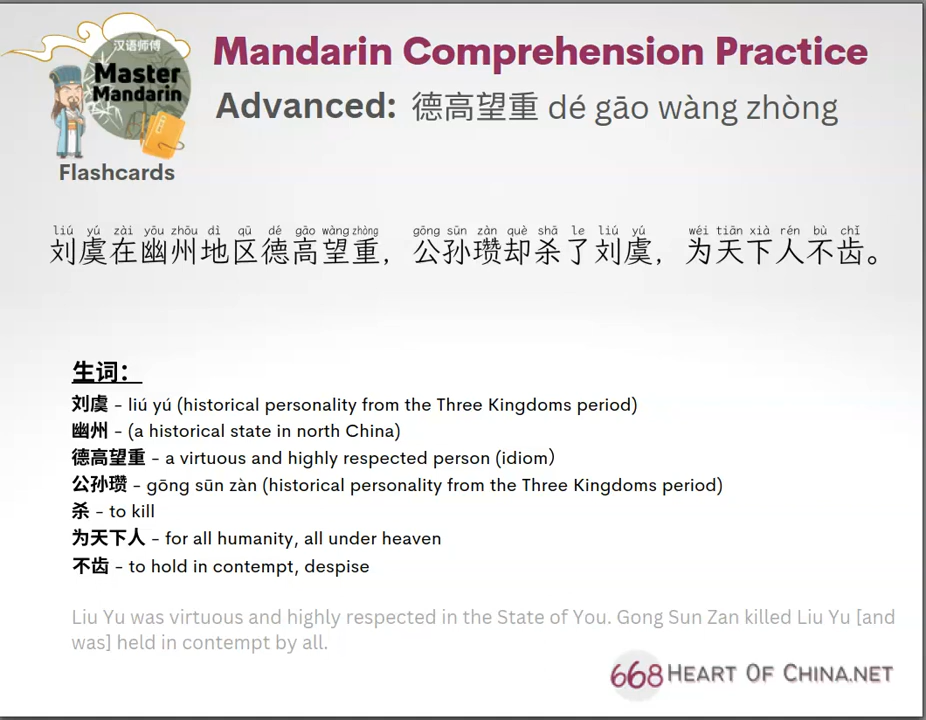 汉语师傅
Master
Mandarin
Flashcards
Mandarin Comprehension Practice
Advanced: 德高望重 dé gāo wàng zhòng
liú yú zài yōu zhōu dì qū dé gāo wàng zhòng gōng sūn zàn què shā le liú yú wéi tiān xià rén bù chǐ
刘虞在幽州地区德高望重，公孙瓒却杀了刘虞，为天下人不齿。
生词：
刘虞 – liú yú (historical personality from the Three Kingdoms period)
幽州 – (a historical state in north China)
德高望重 – a virtuous and highly respected person (idiom)
公孙瓒 – gōng sūn zàn (historical personality from the Three Kingdoms period)
杀 – to kill
为天下人 – for all humanity, all under heaven
不齿 – to hold in contempt, despise
Liu Yu was virtuous and highly respected in the State of You. Gong Sun Zan killed Liu Yu [and
was] held in contempt by all.
668 HEART OF CHINA.NET